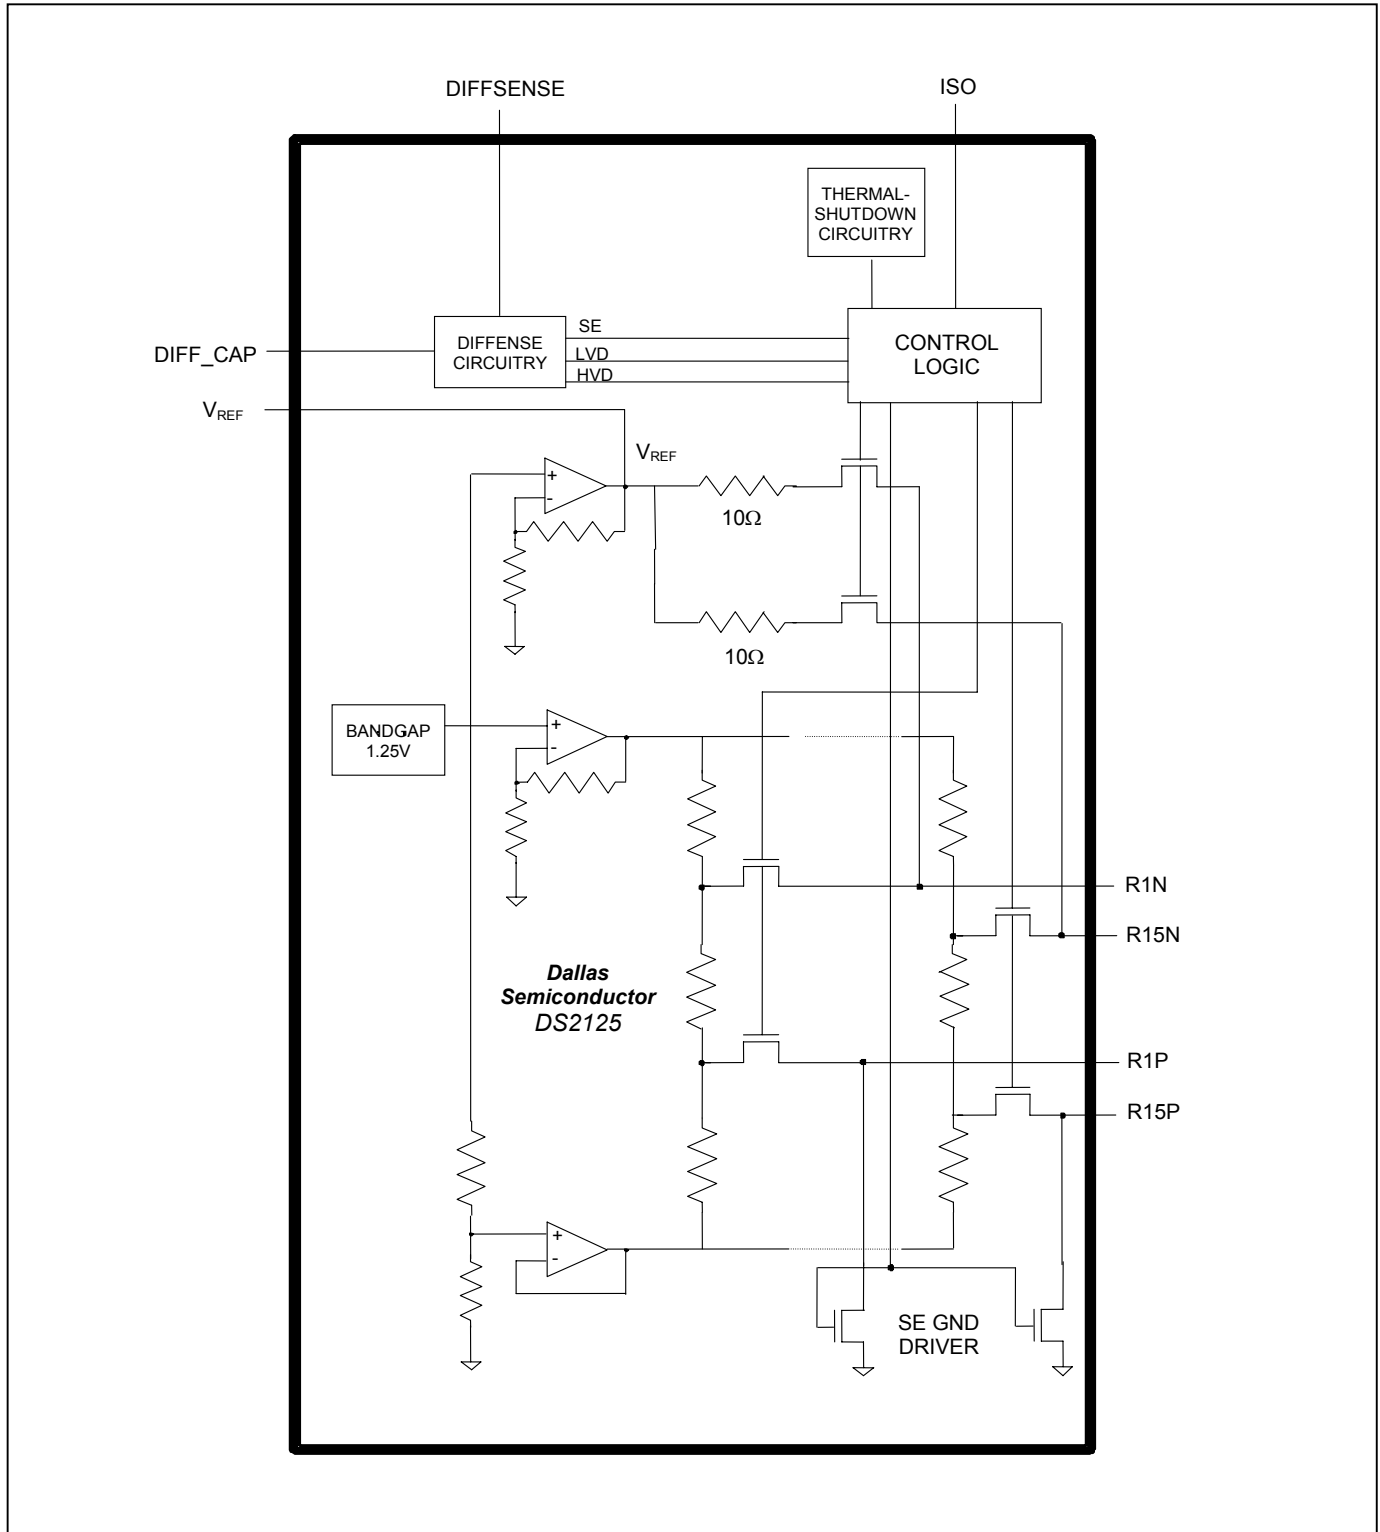 DIFFSENSE
ISO
THERMAL-
SHUTDOWN
CIRCUITRY
DIFF_CAP
DIFFENSE
CIRCUITRY
SE
LVD
HVD
CONTROL
LOGIC
VREF
VREF
+
-
10Ω
10Ω
BANDGAP
1.25V
+
-
R1N
R15N
Dallas
Semiconductor
DS2125
R1P
R15P
+
-
SE GND
DRIVER